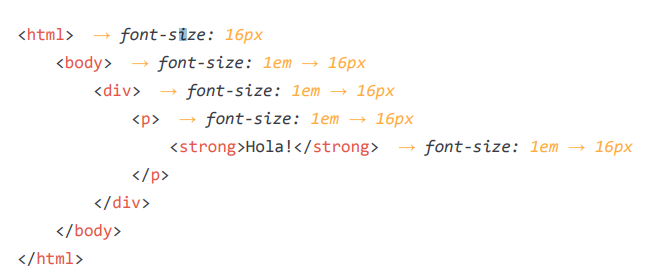 <html> → font-size: 16px
<body> → font-size: 1em → 16px
<div> → font-size: 1em → 16px
<p> → font-size: 1em → 16px
<strong>Hola!</strong> → font-size: 1em → 16px
</p>
</div>
</body>
</html>